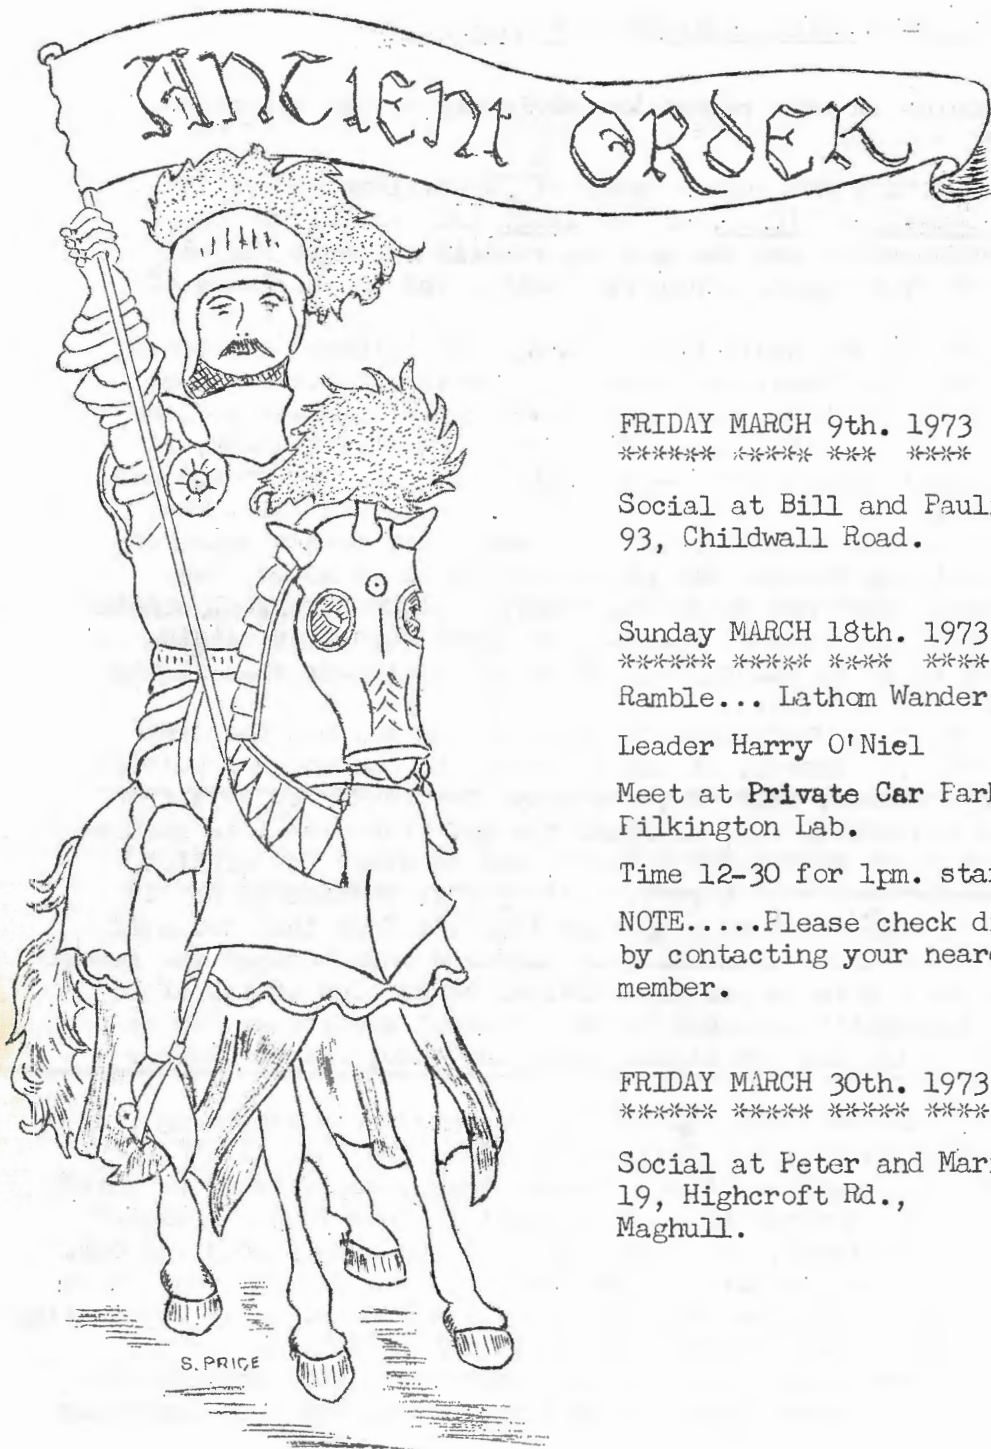 ANTIENT ORDER
FRIDAY MARCH 9th. 1973
****** ***** *** ****
Social at Bill and Paul
93, Childwall Road.
Sunday MARCH 18th. 1973
****** ***** **** ****
Ramble... Lathom Wander
Leader Harry O'Niel
Meet at Private Car Park
Pilkington Lab.
Time 12-30 for 1pm. sta
NOTE.....Please check di
by contacting your neare
member.
FRIDAY MARCH 30th. 1973
****** ***** ***** ****
Social at Peter and Mar
19, Highcroft Rd.,
Maghull.
S. PRICE